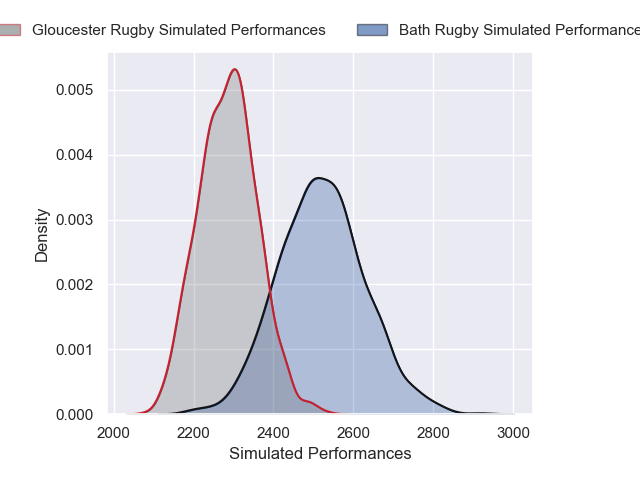 Gloucester Rugby Simulated Performances
Bath Rugby Simulated Performance
0.005
0.004
0.003
0.002
0.001
0.000
Density
2000 2200 2400 2600 2800 3000
Simulated Performances